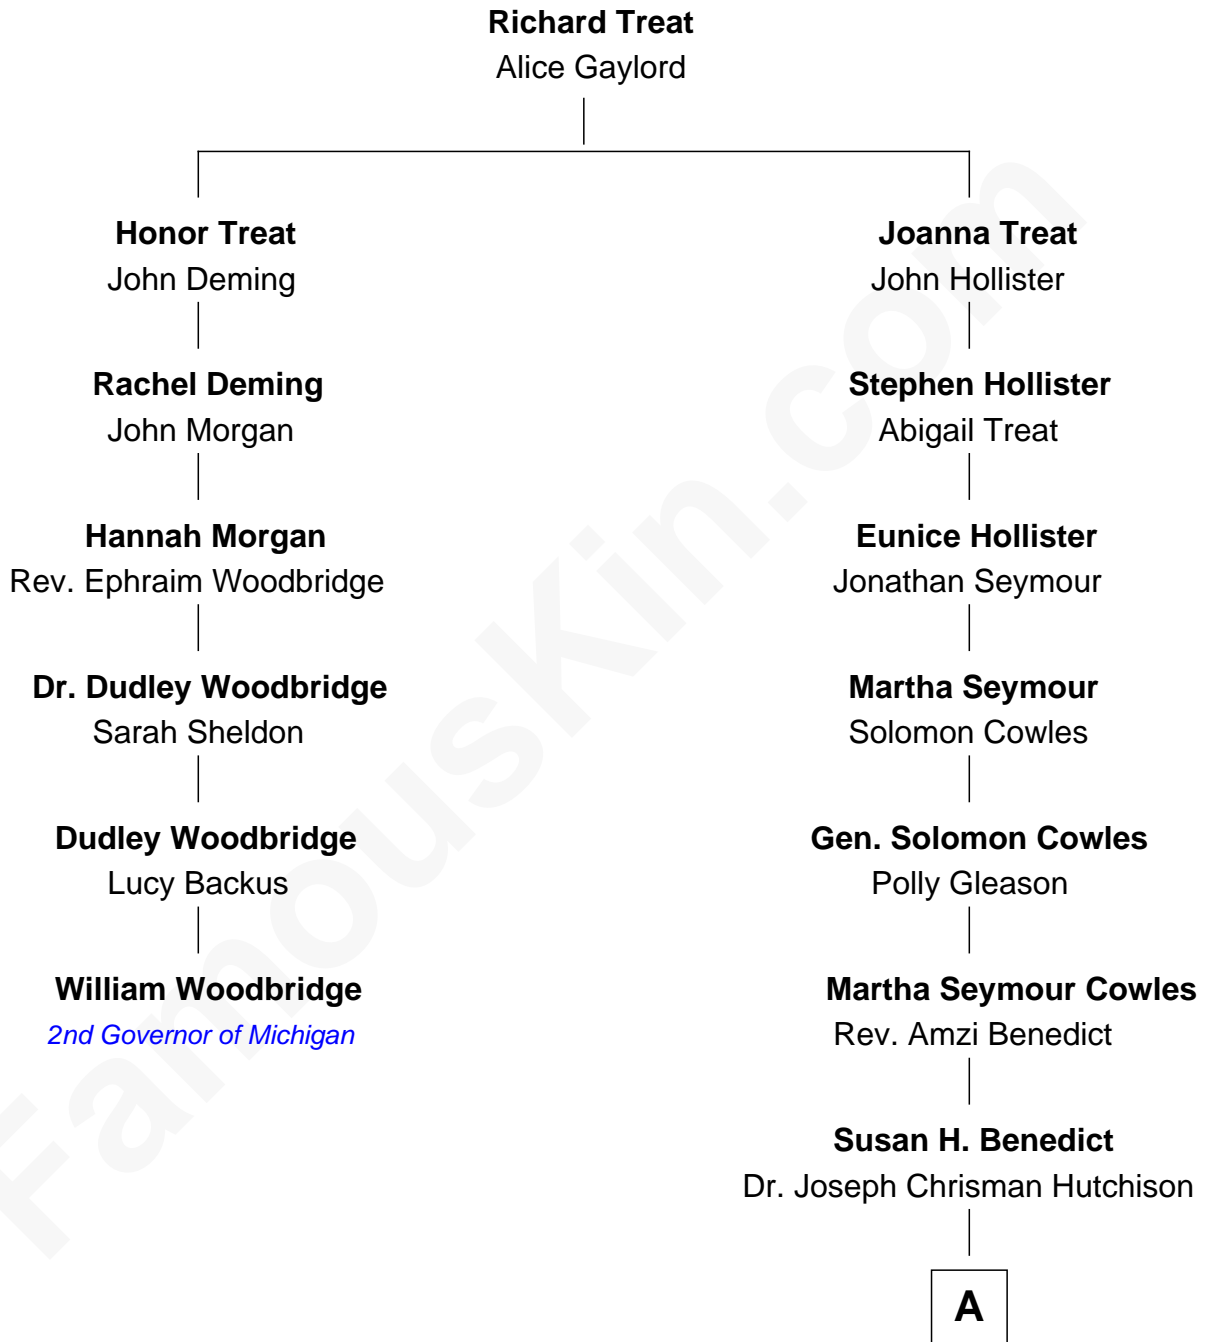 Richard Treat
Alice Gaylord
Honor Treat
John Deming
Joanna Treat
John Hollister
Rachel Deming
John Morgan
Stephen Hollister
Abigail Treat
Hannah Morgan
Rev. Ephraim Woodbridge
Eunice Hollister
Jonathan Seymour
Dr. Dudley Woodbridge
Sarah Sheldon
Martha Seymour
Solomon Cowles
Dudley Woodbridge
Lucy Backus
Gen. Solomon Cowles
Polly Gleason
William Woodbridge
2nd Governor of Michigan
Martha Seymour Cowles
Rev. Amzi Benedict
Susan H. Benedict
Dr. Joseph Chrisman Hutchison
A
FamousKin.com